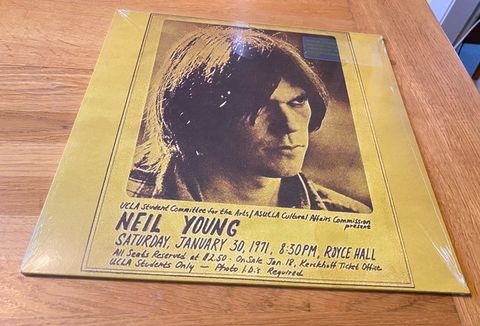 UCLA Student Committee for the Arts/ASUCLA Cultural Affairs Commission
present
NEIL YOUNG
SATURDAY, JANUARY 30, 1971, 8:30PM, ROYCE HALL
All Seats Reserved at $2.50 - On Sale Jan. 18, Kerckhoff Ticket Office
UCLA Students Only — Photo I.D.'s Required